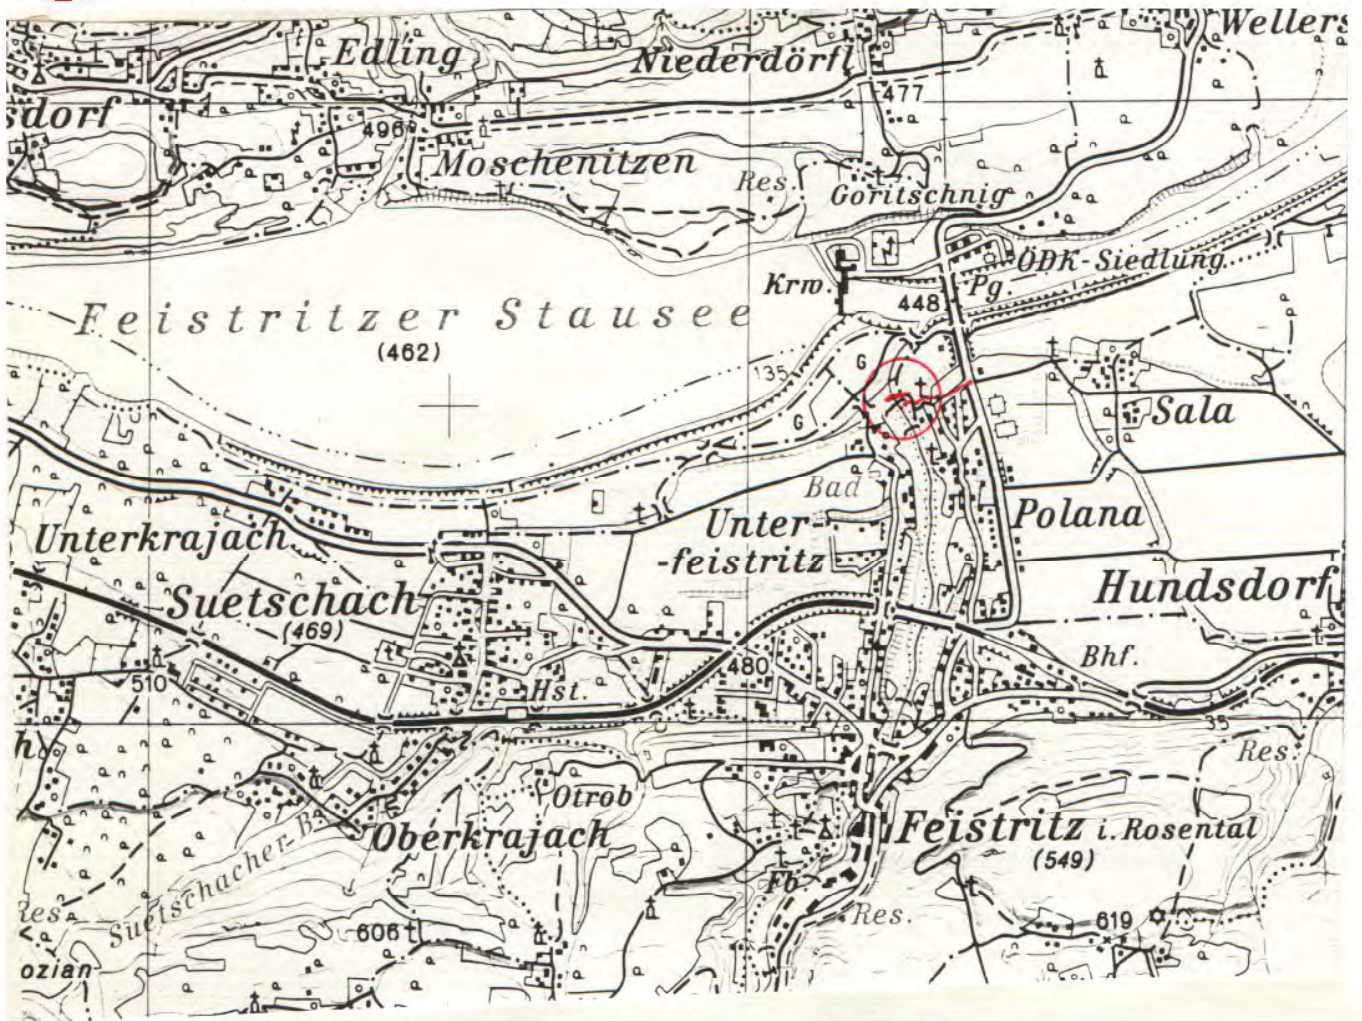 Wellers
Edling
Niederdörfl
sdorf
477
496
Moschenitzen
Res.
Goritschnig
ÖDK-Siedlung
Krw.
448
Pg.
Feistritzer Stausee
(462)
135
G
G
Sala
Bad
Unter-
-feistritz
Polana
Unterkrajach
Suetschach
(469)
Hundsdorf
510
Hst.
480
Bhf.
35
h.
Res.
Otrob
Oberkrajach
Feistritz i. Rosental
(549)
Suetschacher-B.
Fb.
Res.
Res.
606
619
ozian